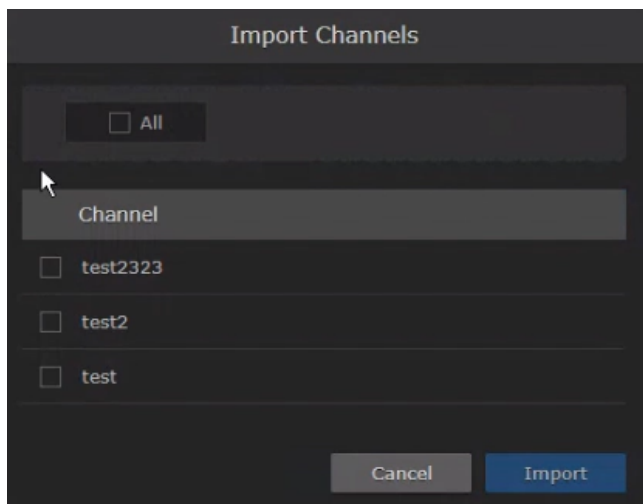 Import Channels
All
Channel
test2323
test2
test
Cancel Import